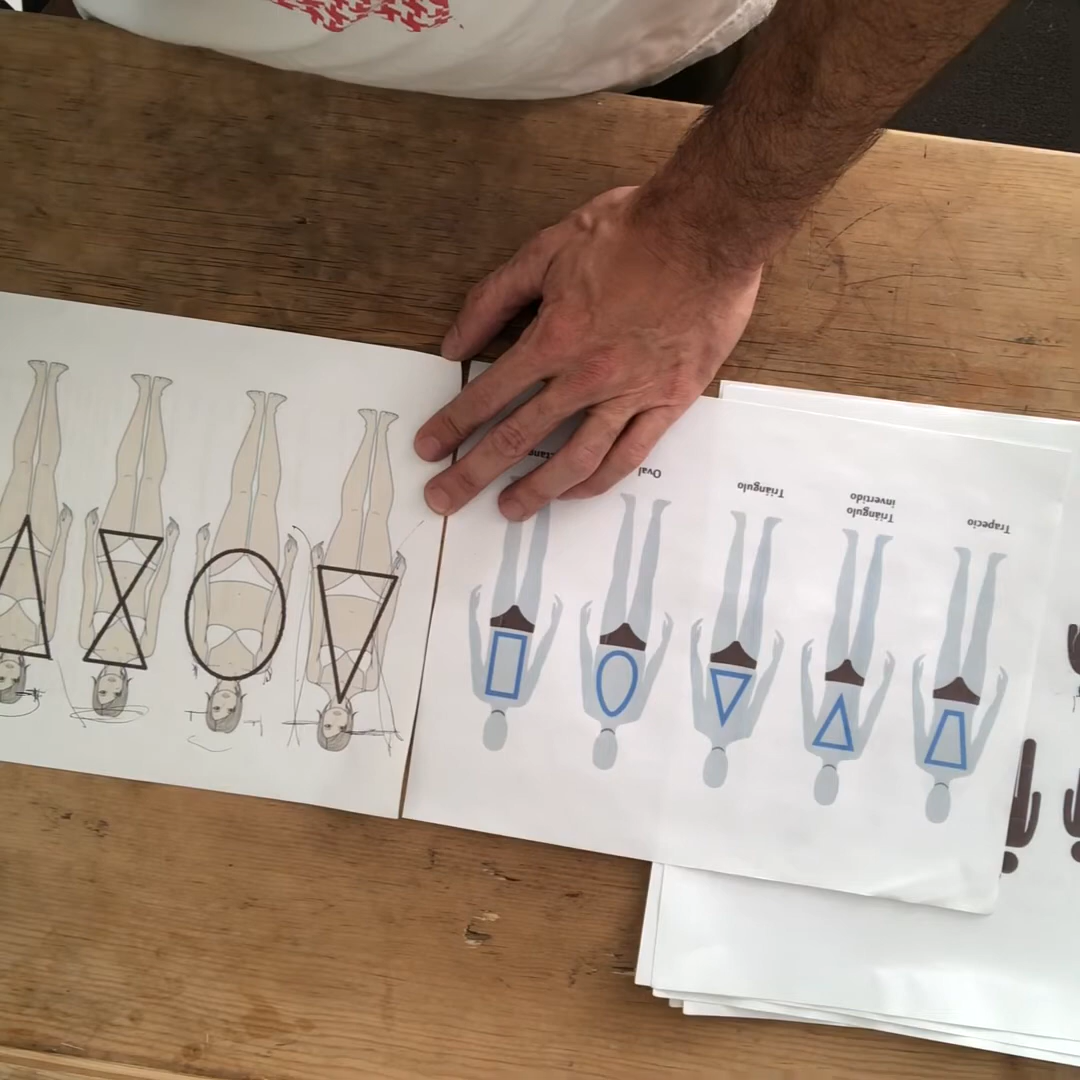 Oval
Triángulo
Triángulo
invertido
Trapecio